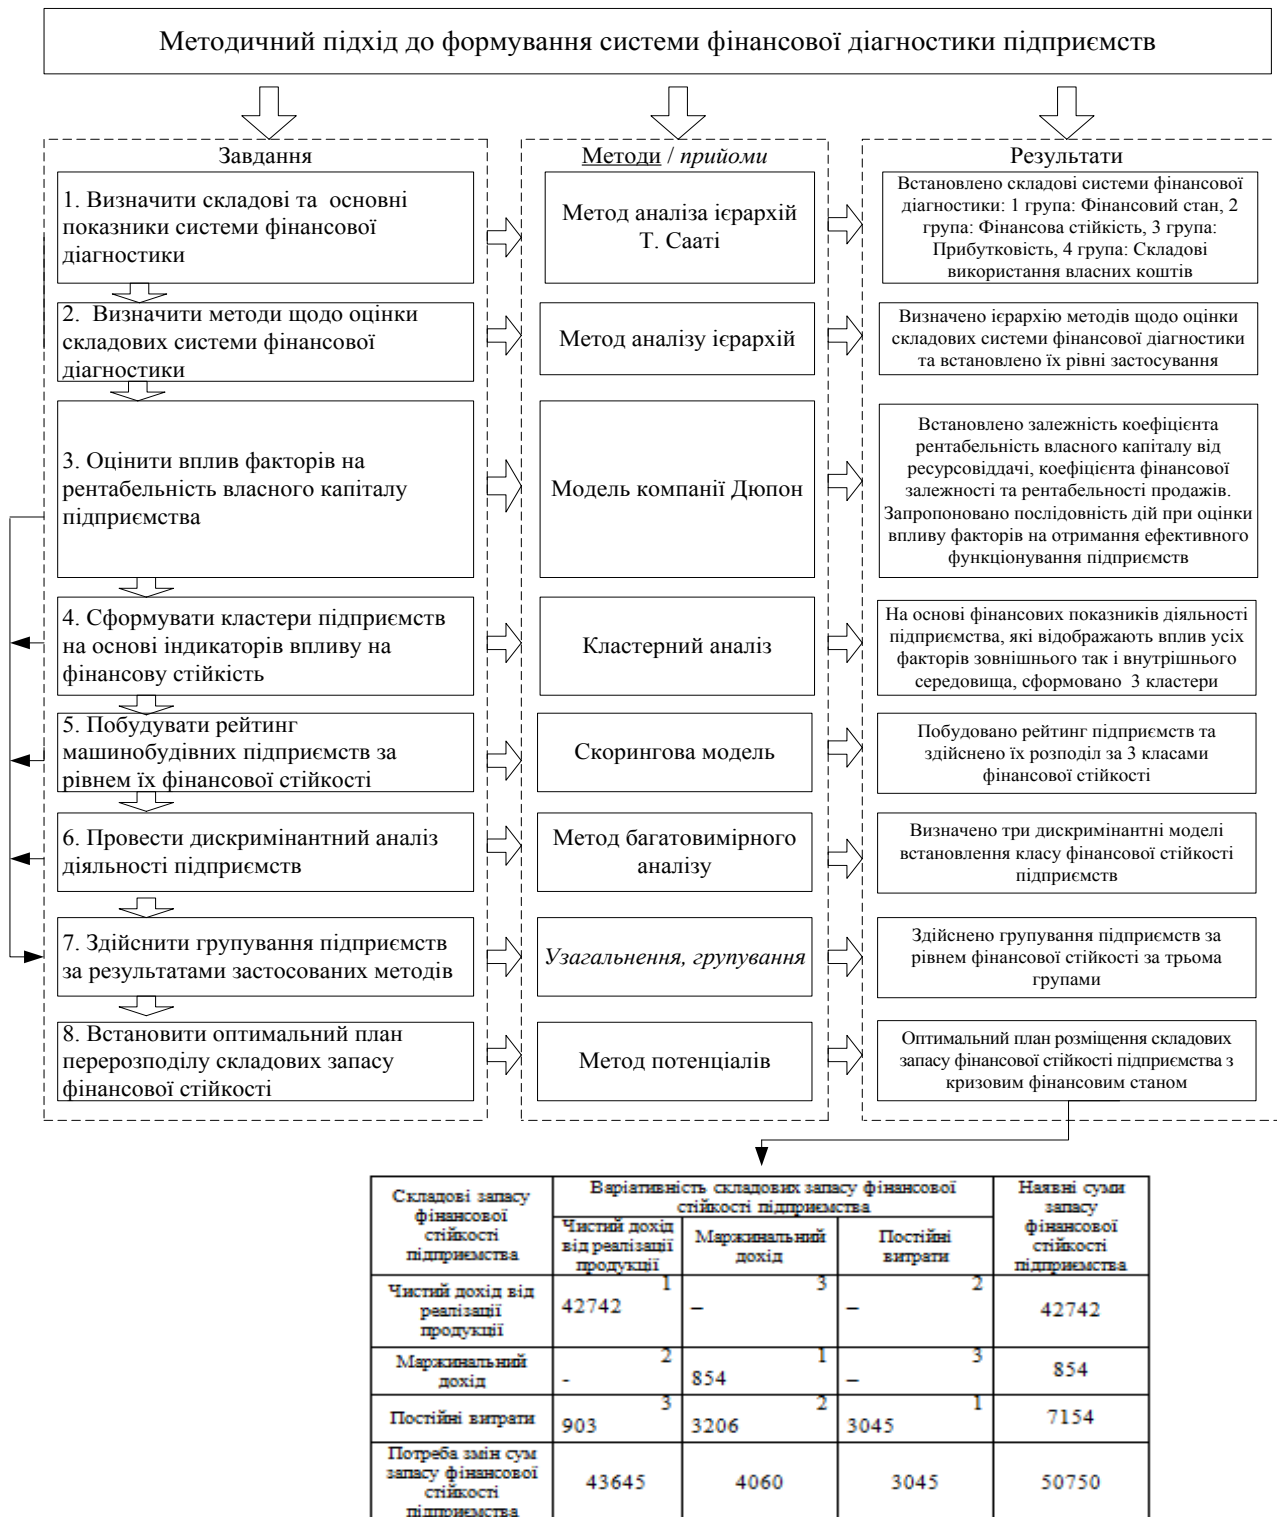 Методичний підхід до формування системи фінансової діагностики підприємств
Завдання
1. Визначити складові та основні
показники системи фінансової
діагностики
2. Визначити методи щодо оцінки
складових системи фінансової
діагностики
3. Оцінити вплив факторів на
рентабельність власного капіталу
підприємства
4. Сформувати кластери підприємств
на основі індикаторів впливу на
фінансову стійкість
5. Побудувати рейтинг
машинобудівних підприємств за
рівнем їх фінансової стійкості
6. Провести дискримінантний аналіз
діяльності підприємств
7. Здійснити групування підприємств
за результатами застосованих методів
8. Встановити оптимальний план
перерозподілу складових запасу
фінансової стійкості
Методи / прийоми
Метод аналіза ієрархій
Т. Сааті
Метод аналізу ієрархій
Модель компанії Дюпон
Кластерний аналіз
Скорингова модель
Метод багатовимірного
аналізу
Узагальнення, групування
Метод потенціалів
Результати
Встановлено складові системи фінансової
діагностики: 1 група: Фінансовий стан, 2
група: Фінансова стійкість, 3 група:
Прибутковість, 4 група: Складові
використання власних коштів
Визначено ієрархію методів щодо оцінки
складових системи фінансової діагностики
та встановлено їх рівні застосування
Встановлено залежність коефіцієнта
рентабельність власного капіталу від
ресурсовіддачі, коефіцієнта фінансової
залежності та рентабельності продажів.
Запропоновано послідовність дій при оцінки
впливу факторів на отримання ефективного
функціонування підприємств
На основі фінансових показників діяльності
підприємства, які відображають вплив усіх
факторів зовнішнього так і внутрішнього
середовища, сформовано 3 кластери
Побудовано рейтинг підприємств та
здійснено їх розподіл за 3 класами
фінансової стійкості
Визначено три дискримінантні моделі
встановлення класу фінансової стійкості
підприємств
Здійснено групування підприємств за
рівнем фінансової стійкості за трьома
групами
Оптимальний план розміщення складових
запасу фінансової стійкості підприємства з
кризовим фінансовим станом
Складові запасу
фінансової
стійкості
підприємства
Варіативність складових запасу фінансової
стійкості підприємства
Чистий дохід
від реалізації
продукції
Маржинальний
дохід
Постійні
витрати
Наявні суми
запасу
фінансової
стійкості
підприємства
Чистий дохід від
реалізації
продукції
1
42742
3
–
2
–
42742
Маржинальний
дохід
2
-
1
854
3
–
854
Постійні витрати
3
903
2
3206
1
3045
7154
Потреба змін сум
запасу фінансової
стійкості
підприємства
43645
4060
3045
50750